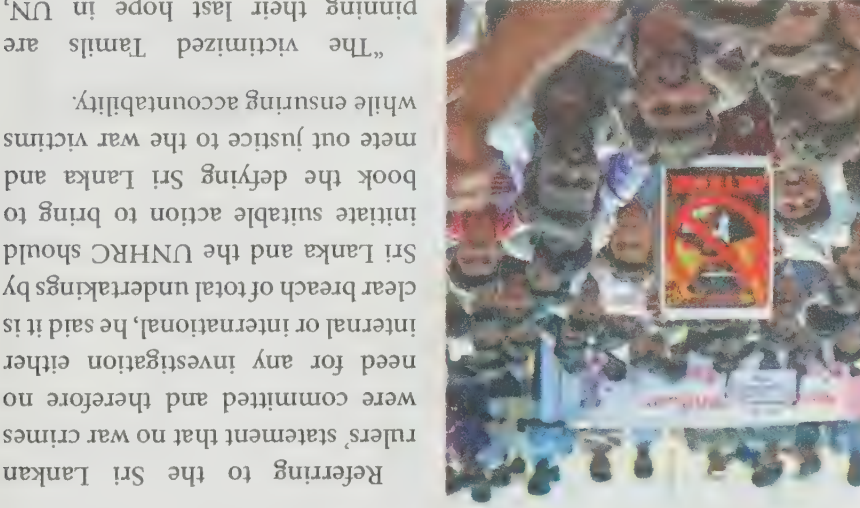 Referring to the Sri Lankan
rulers' statement that no war crimes
were committed and therefore no
need for any investigation either
internal or international, he said it is
clear breach of total undertakings by
Sri Lanka and the UNHRC should
initiate suitable action to bring to
book the defying Sri Lanka and
mete out justice to the war victims
while ensuring accountability.
"The victimized Tamils are
pinning their last hope in UN,